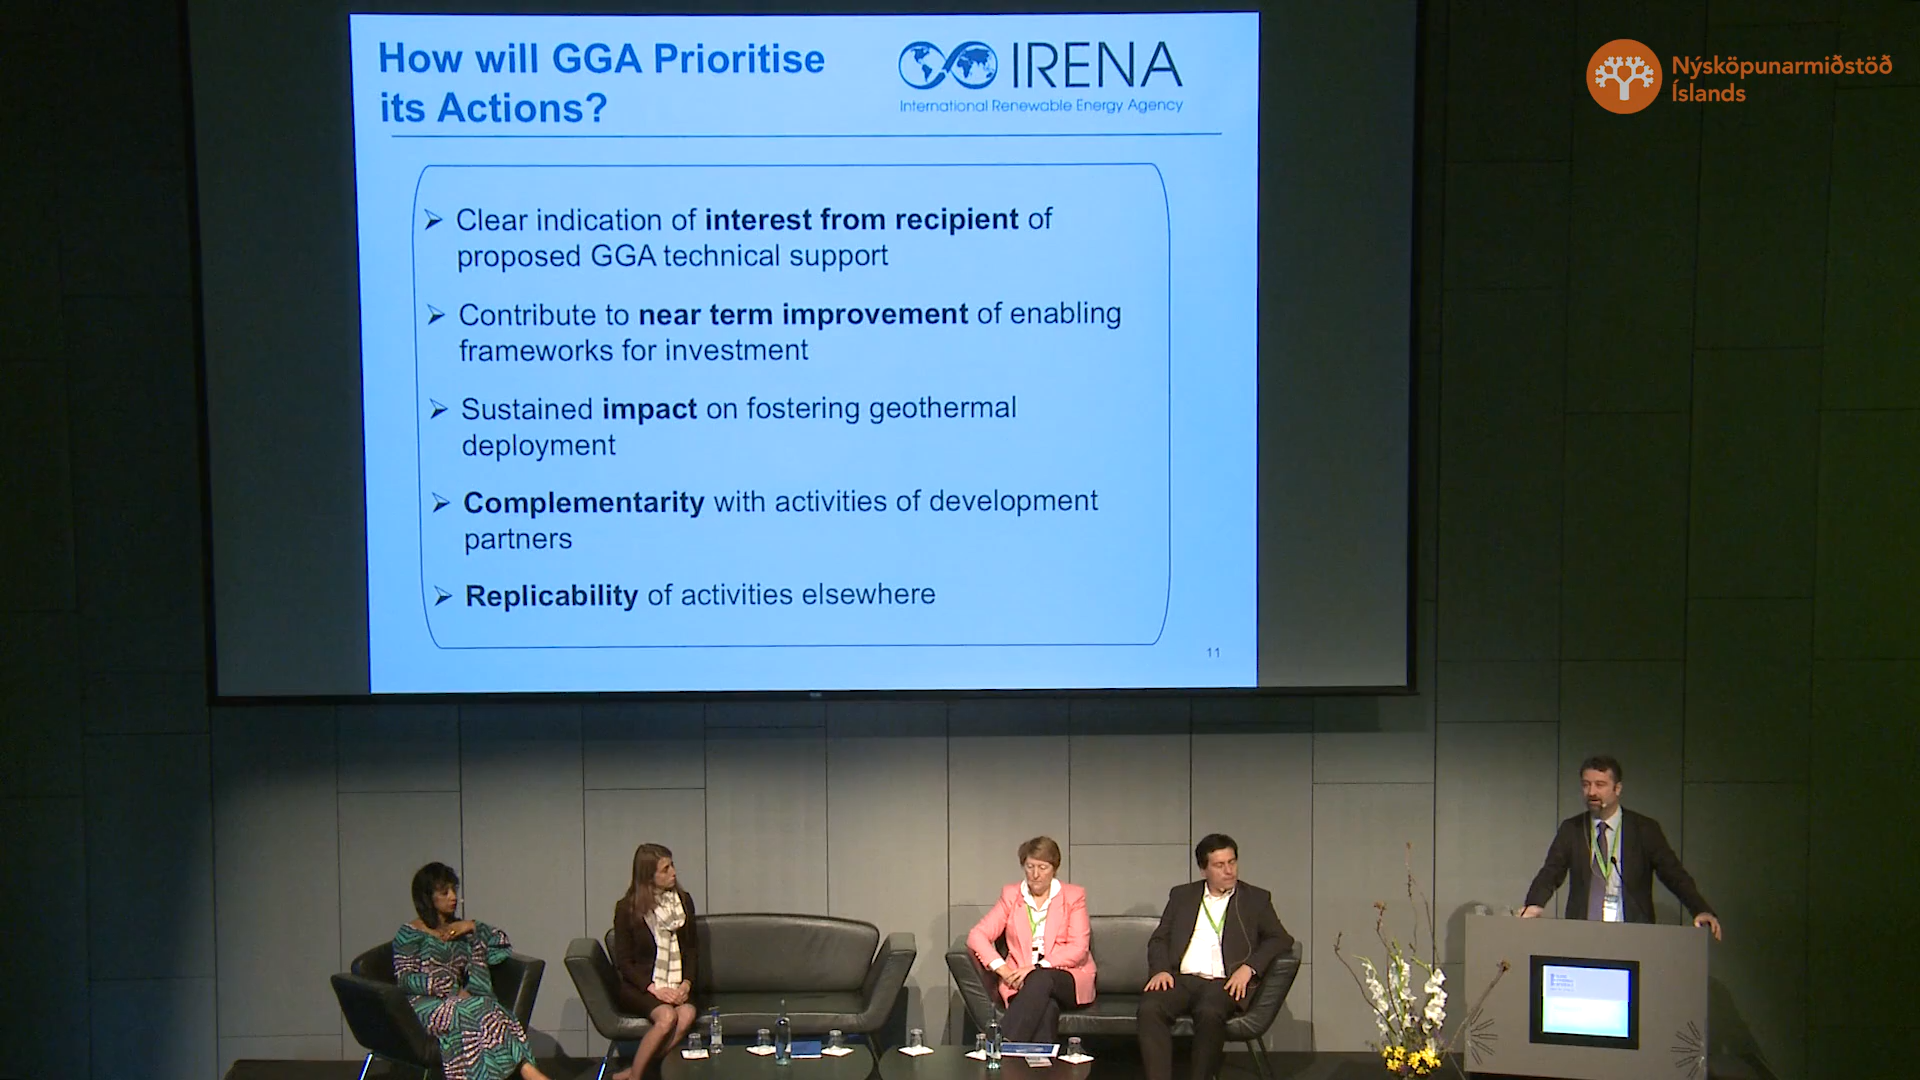 How will GGA Prioritise
its Actions?
IRENA
International Renewable Energy Agency
Nýsköpunarmiðstöð
Íslands
➢ Clear indication of interest from recipient of
proposed GGA technical support
➢ Contribute to near term improvement of enabling
frameworks for investment
➢ Sustained impact on fostering geothermal
deployment
➢ Complementarity with activities of development
partners
➢ Replicability of activities elsewhere
11